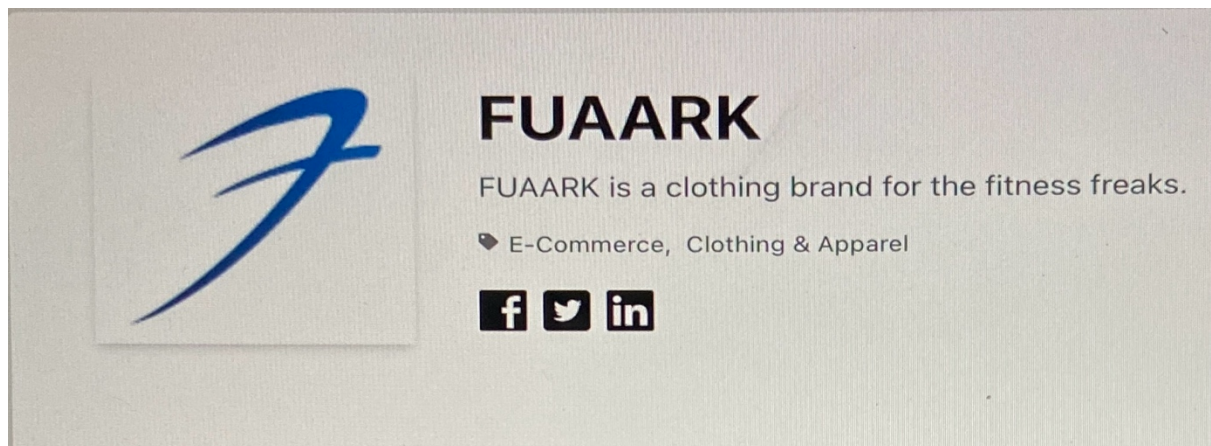 FUAARK
FUAARK is a clothing brand for the fitness freaks.
E-Commerce, Clothing & Apparel